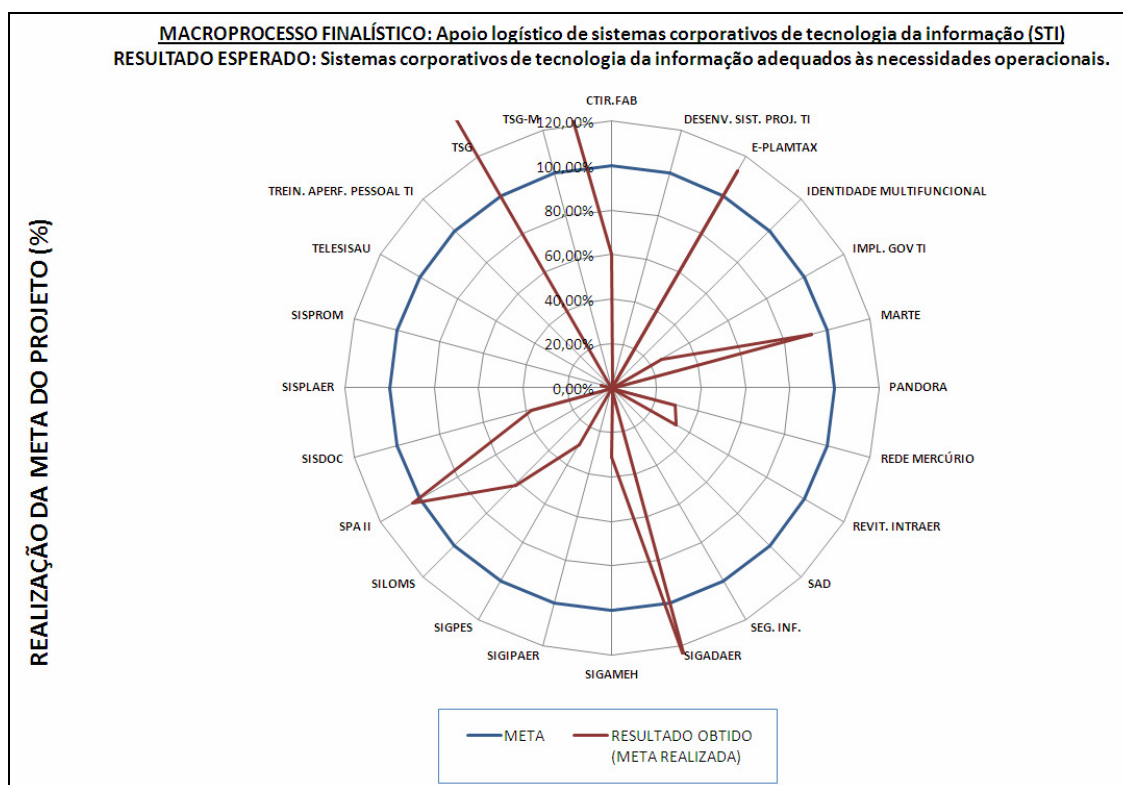 MACROPROCESSO FINALÍSTICO: Apoio logístico de sistemas corporativos de tecnologia da informação (STI)
RESULTADO ESPERADO: Sistemas corporativos de tecnologia da informação adequados às necessidades operacionais.
REALIZAÇÃO DA META DO PROJETO (%)
CTIR.FAB
DESENV. SIST. PROJ. TI
E-PLAMTAX
IDENTIDADE MULTIFUNCIONAL
IMPL. GOV TI
MARTE
PANDORA
REDE MERCÚRIO
REVIT. INTRAER
SAD
SEG. INF.
SIGADAER
SIGAMEH
SIGIPAER
SIGPES
SILOMS
SPA II
SISDOC
SISPLAER
SISPROM
TELESISAU
TREIN. APERF. PESSOAL TI
TSG
TSG-M
120,00%
100,00%
80,00%
60,00%
40,00%
20,00%
0,00%
META
RESULTADO OBTIDO
(META REALIZADA)